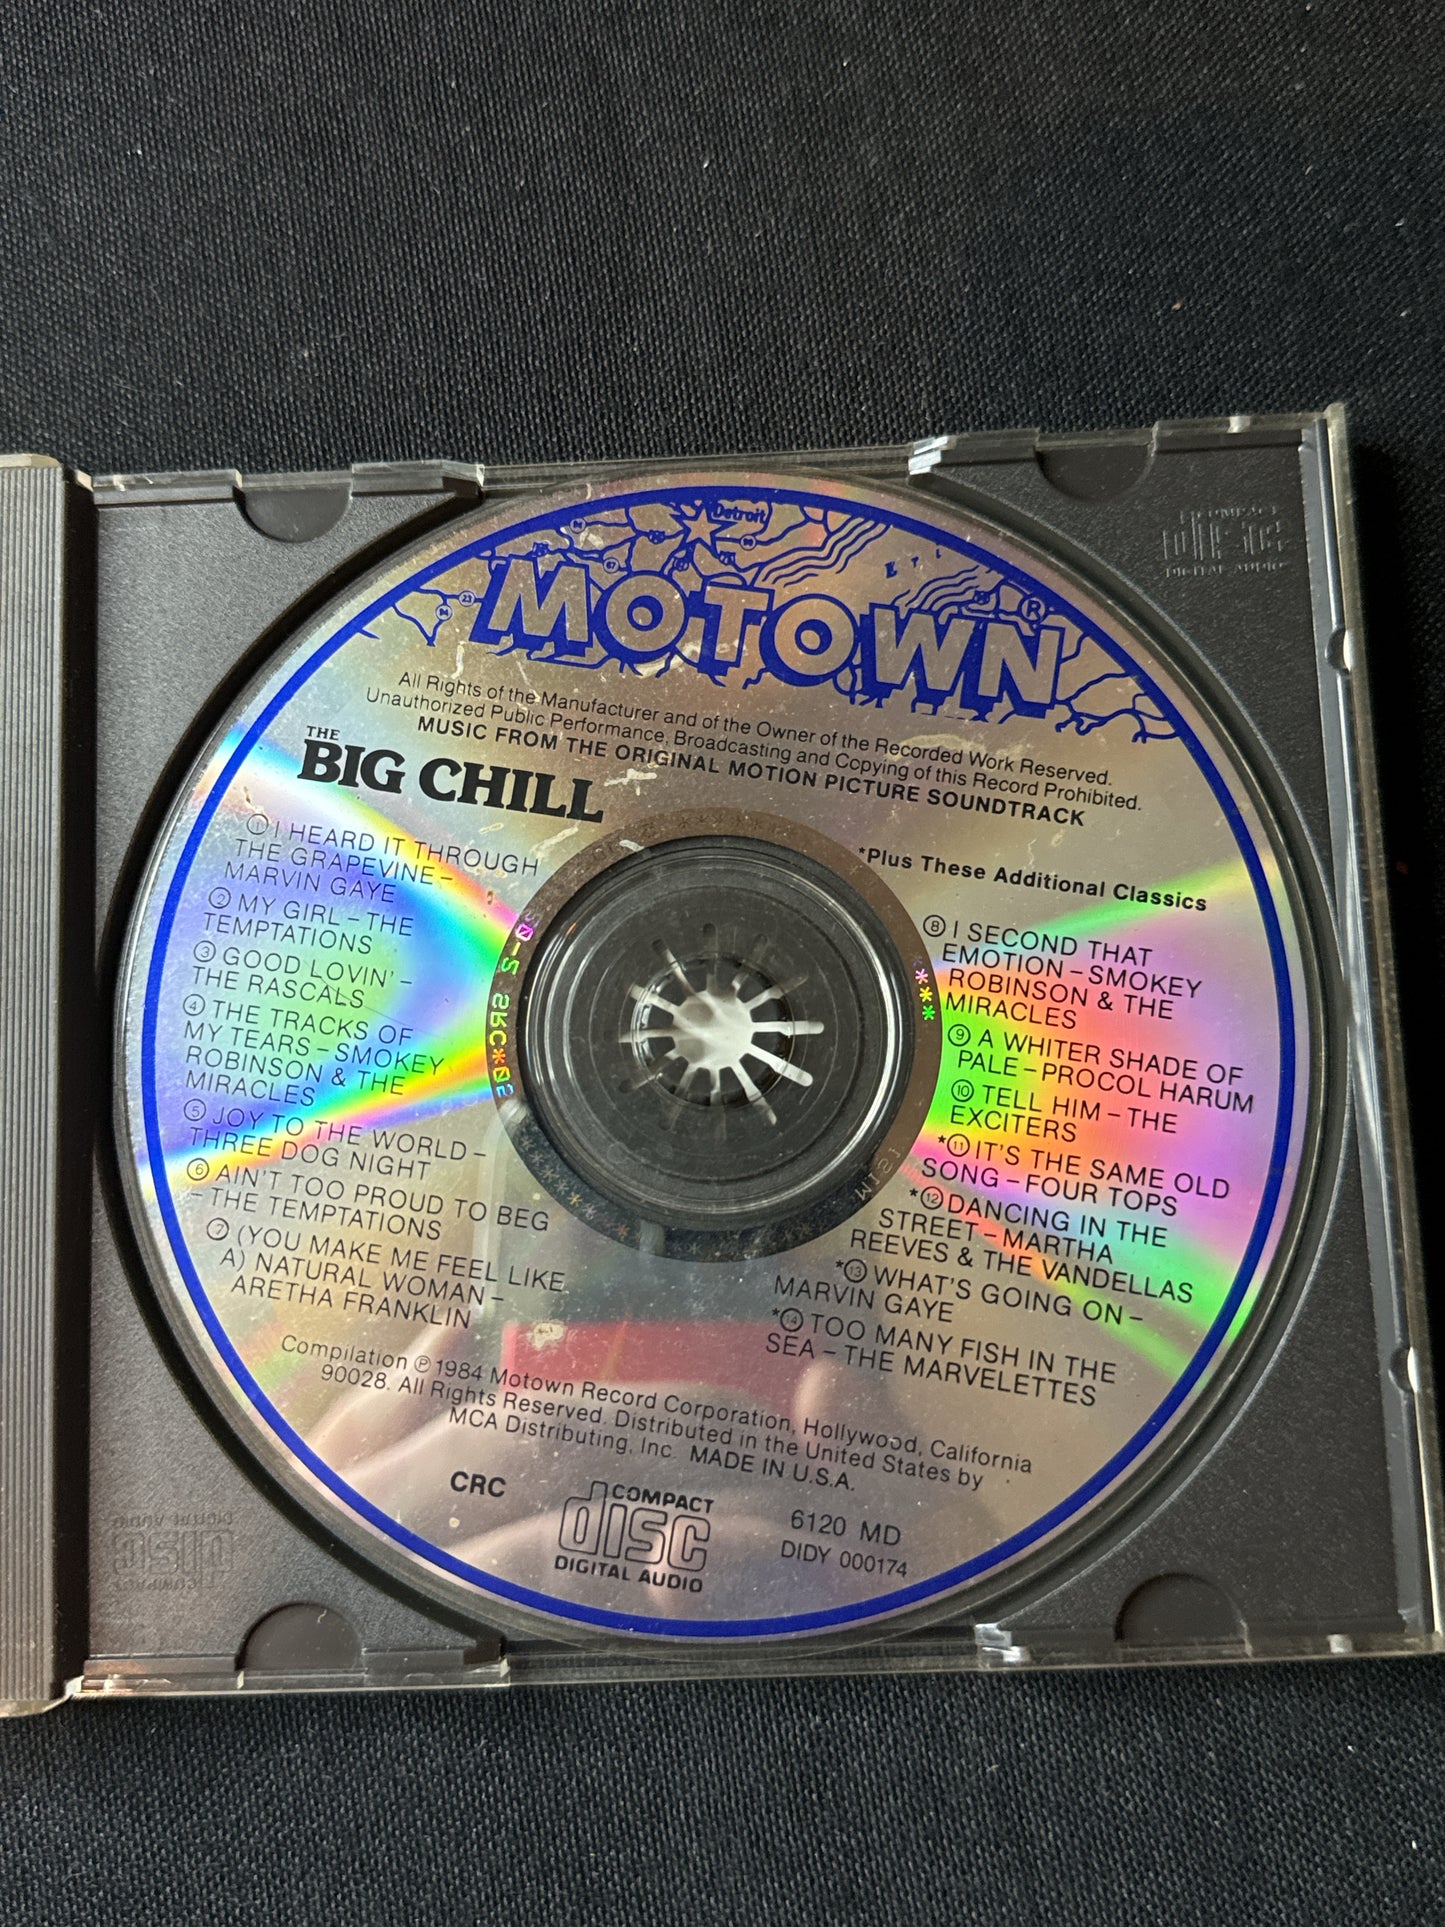 Detroit
MOTOWN
All Rights of the Manufacturer and of the Owner of the Recorded Work Reserved.
Unauthorized Public Performance, Broadcasting and Copying of this Record Prohibited.
MUSIC FROM THE ORIGINAL MOTION PICTURE SOUNDTRACK
THE
BIG CHILL
① I HEARD IT THROUGH
THE GRAPEVINE –
MARVIN GAYE
② MY GIRL – THE
TEMPTATIONS
③ GOOD LOVIN' –
THE RASCALS
④ THE TRACKS OF
MY TEARS – SMOKEY
ROBINSON & THE
MIRACLES
⑤ JOY TO THE WORLD –
THREE DOG NIGHT
⑥ AIN'T TOO PROUD TO BEG
– THE TEMPTATIONS
⑦ (YOU MAKE ME FEEL LIKE
A) NATURAL WOMAN –
ARETHA FRANKLIN
*Plus These Additional Classics
⑧ I SECOND THAT
EMOTION – SMOKEY
ROBINSON & THE
MIRACLES
⑨ A WHITER SHADE OF
PALE – PROCOL HARUM
⑩ TELL HIM – THE
EXCITERS
*⑪ IT'S THE SAME OLD
SONG – FOUR TOPS
*⑫ DANCING IN THE
STREET – MARTHA
REEVES & THE VANDELLAS
*⑬ WHAT'S GOING ON –
MARVIN GAYE
*⑭ TOO MANY FISH IN THE
SEA – THE MARVELETTES
Compilation ℗ 1984 Motown Record Corporation, Hollywood, California
90028. All Rights Reserved. Distributed in the United States by
MCA Distributing, Inc. MADE IN U.S.A.
CRC
COMPACT
disc
DIGITAL AUDIO
6120 MD
DIDY 000174
COMPACT
disc
DIGITAL AUDIO
COMPACT
disc
DIGITAL AUDIO